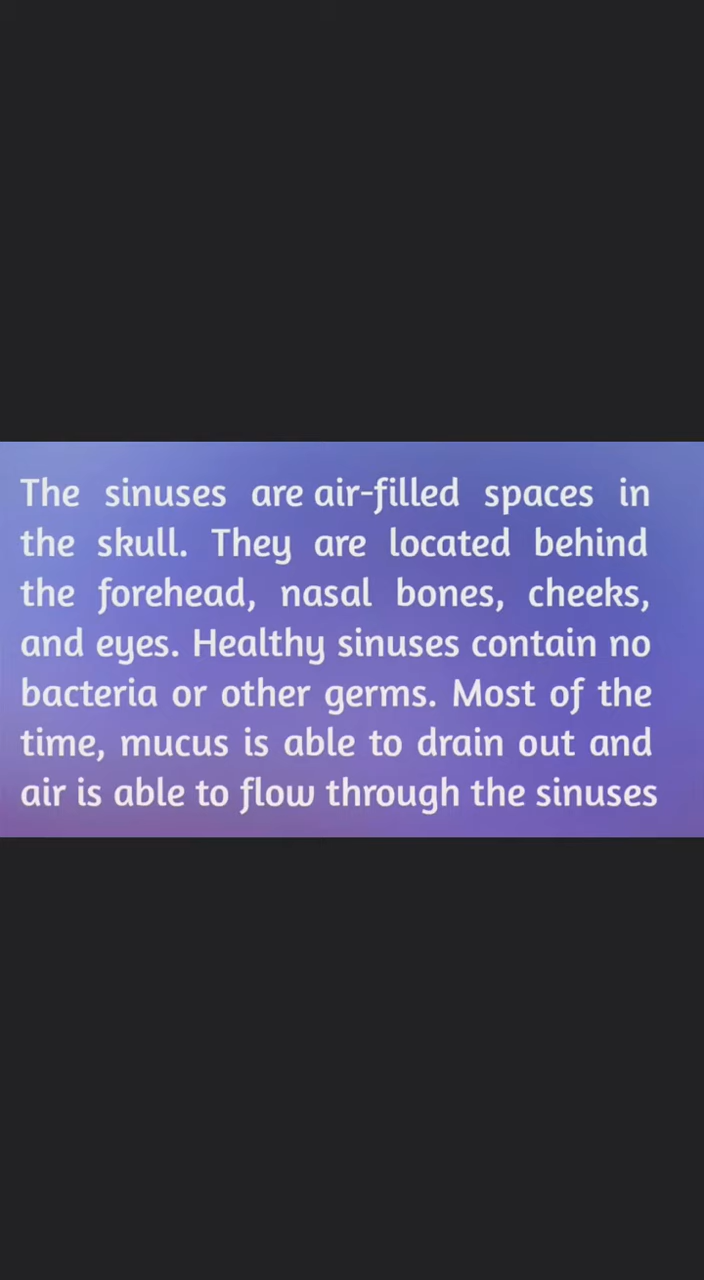 The sinuses are air-filled spaces in
the skull. They are located behind
the forehead, nasal bones, cheeks,
and eyes. Healthy sinuses contain no
bacteria or other germs. Most of the
time, mucus is able to drain out and
air is able to flow through the sinuses